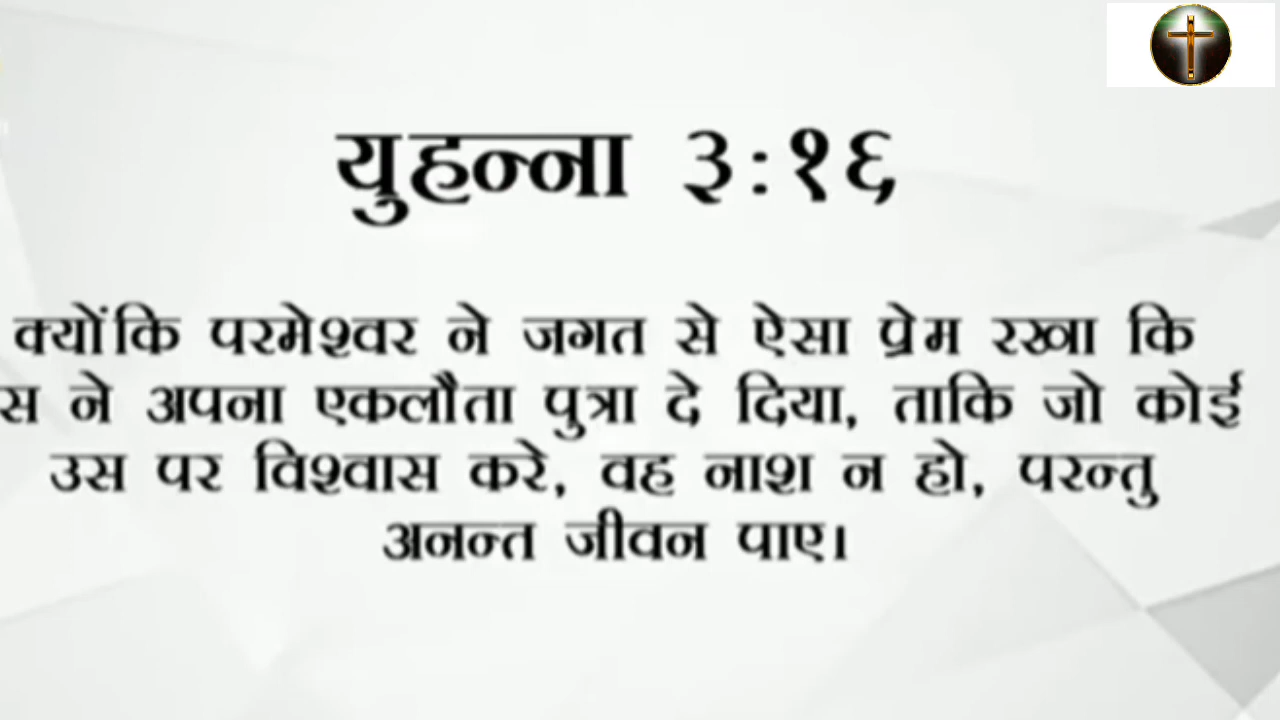 युहन्ना ३:१६
क्योंकि परमेश्वर ने जगत से ऐसा प्रेम रखा कि
स ने अपना एकलौता पुत्रा दे दिया, ताकि जो कोई
उस पर विश्वास करे, वह नाश न हो, परन्तु
अनन्त जीवन पाए।